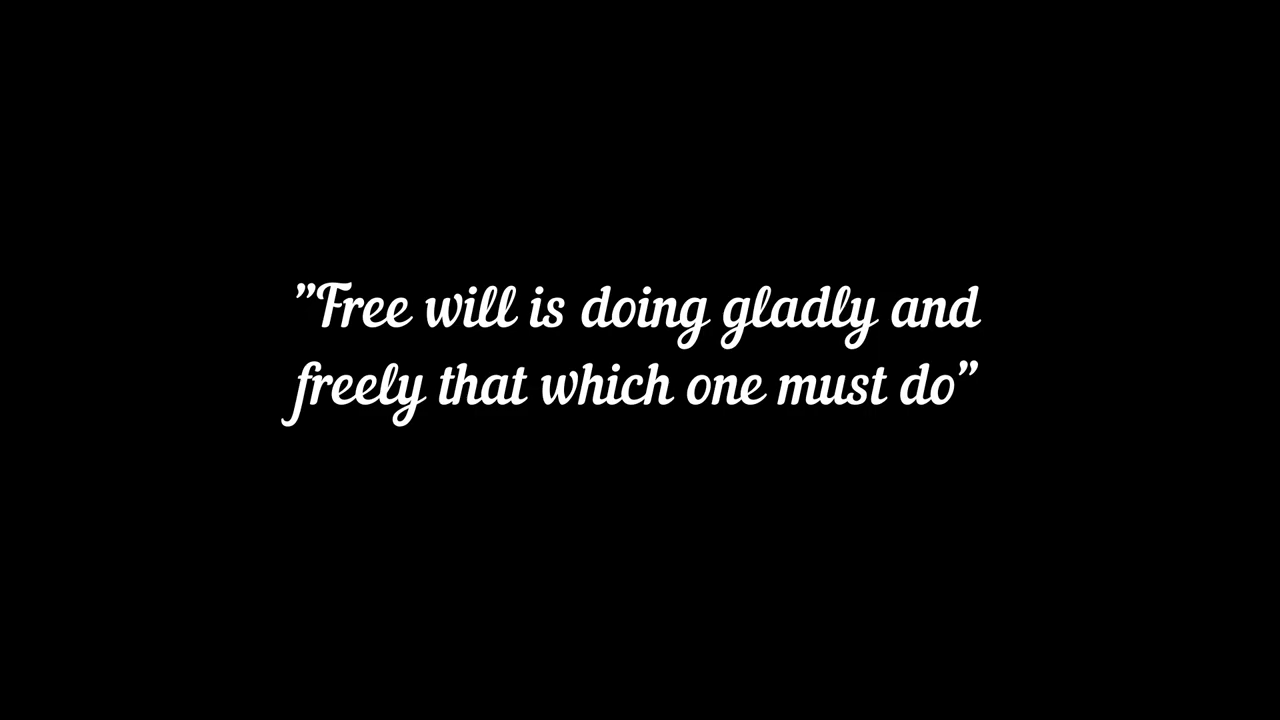 ”Free will is doing gladly and
freely that which one must do”